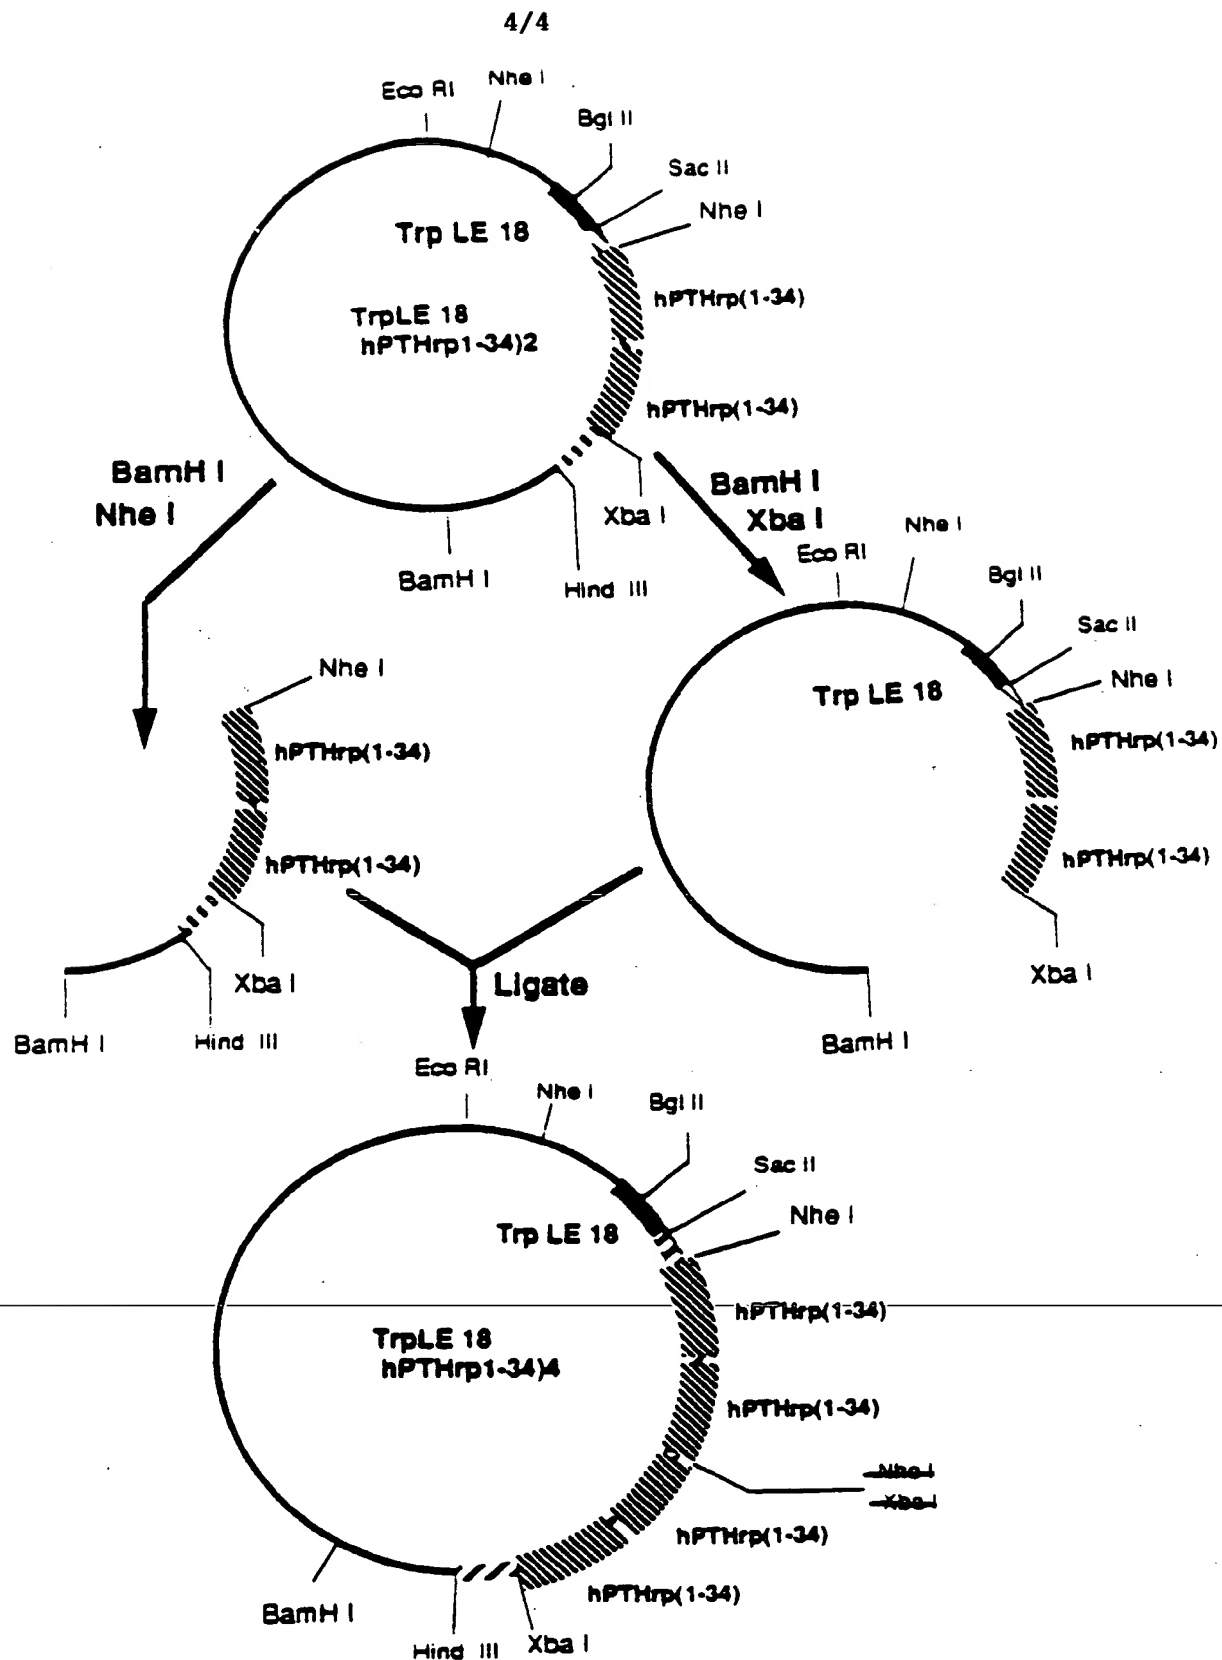 4/4
Eco RI
Nhe I
Bgl II
Sac II
Nhe I
Trp LE 18
hPTHrp(1-34)
TrpLE 18
hPTHrp1-34)2
hPTHrp(1-34)
BamH I
Nhe I
BamH I
Xba I
Xba I
BamH I
Hind III
Eco RI
Nhe I
Bgl II
Sac II
Nhe I
Trp LE 18
hPTHrp(1-34)
hPTHrp(1-34)
Xba I
BamH I
Nhe I
hPTHrp(1-34)
hPTHrp(1-34)
Xba I
BamH I
Hind III
Ligate
Eco RI
Nhe I
Bgl II
Sac II
Nhe I
Trp LE 18
hPTHrp(1-34)
TrpLE 18
hPTHrp1-34)4
hPTHrp(1-34)
Nhe I
Xba I
hPTHrp(1-34)
hPTHrp(1-34)
BamH I
Hind III
Xba I